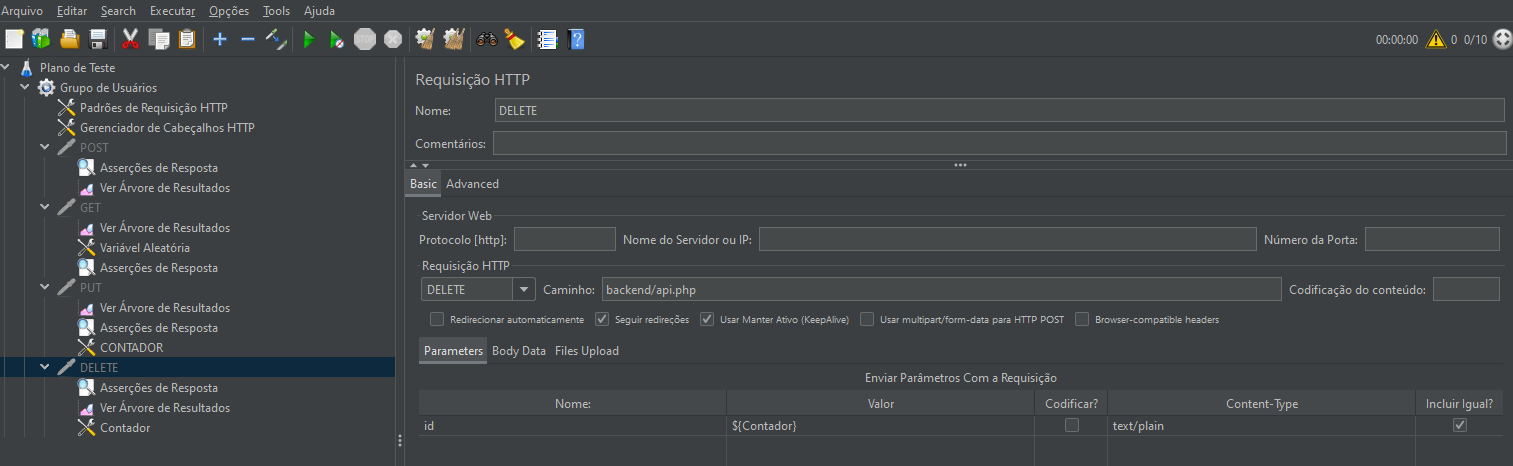 Arquivo Editar Search Executar Opções Tools Ajuda
STOP
00:00:00 0 0/10
Plano de Teste
Grupo de Usuários
Padrões de Requisição HTTP
Gerenciador de Cabeçalhos HTTP
POST
Asserções de Resposta
Ver Árvore de Resultados
GET
Ver Árvore de Resultados
Variável Aleatória
Asserções de Resposta
PUT
Ver Árvore de Resultados
Asserções de Resposta
CONTADOR
DELETE
Asserções de Resposta
Ver Árvore de Resultados
Contador
Requisição HTTP
Nome: DELETE
Comentários:
Basic Advanced
Servidor Web
Protocolo [http]: Nome do Servidor ou IP: Número da Porta:
Requisição HTTP
DELETE Caminho: backend/api.php Codificação do conteúdo:
Redirecionar automaticamente Seguir redireções Usar Manter Ativo (KeepAlive) Usar multipart/form-data para HTTP POST Browser-compatible headers
Parameters Body Data Files Upload
Enviar Parâmetros Com a Requisição
Nome: Valor Codificar? Content-Type Incluir Igual?
id ${Contador} text/plain